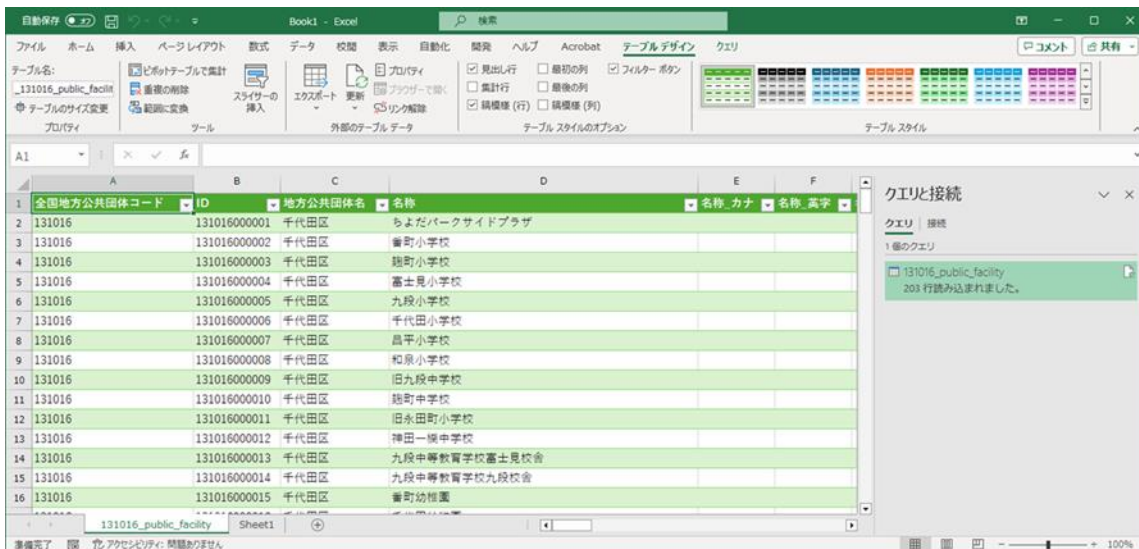 自動保存 オフ Book1 - Excel 検索
ファイル ホーム 挿入 ページ レイアウト 数式 データ 校閲 表示 自動化 開発 ヘルプ Acrobat テーブル デザイン クエリ コメント 共有
テーブル名:
_131016_public_facilit
テーブルのサイズ変更
プロパティ
ピボットテーブルで集計
重複の削除
範囲に変換
スライサーの
挿入
ツール
エクスポート 更新
プロパティ
ブラウザーで開く
リンク解除
外部のテーブル データ
見出し行 最初の列 フィルター ボタン
集計行 最後の列
縞模様 (行) 縞模様 (列)
テーブル スタイルのオプション
テーブル スタイル
A1 fx
A B C D E F
1 全国地方公共団体コード ID 地方公共団体名 名称 名称_カナ 名称_英字
2 131016 131016000001 千代田区 ちよだパークサイドプラザ
3 131016 131016000002 千代田区 番町小学校
4 131016 131016000003 千代田区 麹町小学校
5 131016 131016000004 千代田区 富士見小学校
6 131016 131016000005 千代田区 九段小学校
7 131016 131016000006 千代田区 千代田小学校
8 131016 131016000007 千代田区 昌平小学校
9 131016 131016000008 千代田区 和泉小学校
10 131016 131016000009 千代田区 旧九段中学校
11 131016 131016000010 千代田区 麹町中学校
12 131016 131016000011 千代田区 旧永田町小学校
13 131016 131016000012 千代田区 神田一橋中学校
14 131016 131016000013 千代田区 九段中等教育学校富士見校舎
15 131016 131016000014 千代田区 九段中等教育学校九段校舎
16 131016 131016000015 千代田区 番町幼稚園
クエリと接続
クエリ 接続
1 個のクエリ
131016_public_facility
203 行読み込まれました。
131016_public_facility Sheet1
準備完了 アクセシビリティ: 問題ありません 100%